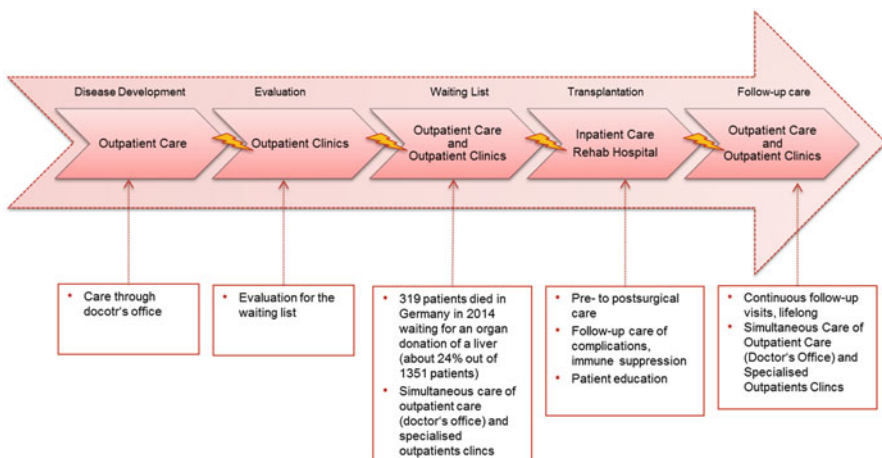 Disease Development
Evaluation
Waiting List
Transplantation
Follow-up care
Outpatient Care
Outpatient Clinics
Outpatient Care
and
Outpatient Clinics
Inpatient Care
Rehab Hospital
Outpatient Care
and
Outpatient Clinics
* Care through
docotr's office
* Evaluation for the
waiting list
* 319 patients died in
Germany in 2014
waiting for an organ
donation of a liver
(about 24% out of
1351 patients)
* Simultaneous care of
outpatient care
(doctor's office) and
specialised
outpatients clincs
* Pre- to postsurgical
care
* Follow-up care of
complications,
immune suppression
* Patient education
* Continuous follow-up
visits, lifelong
* Simultaneous Care of
Outpatient Care
(Doctor's Office) and
Specialised
Outpatients Clincs